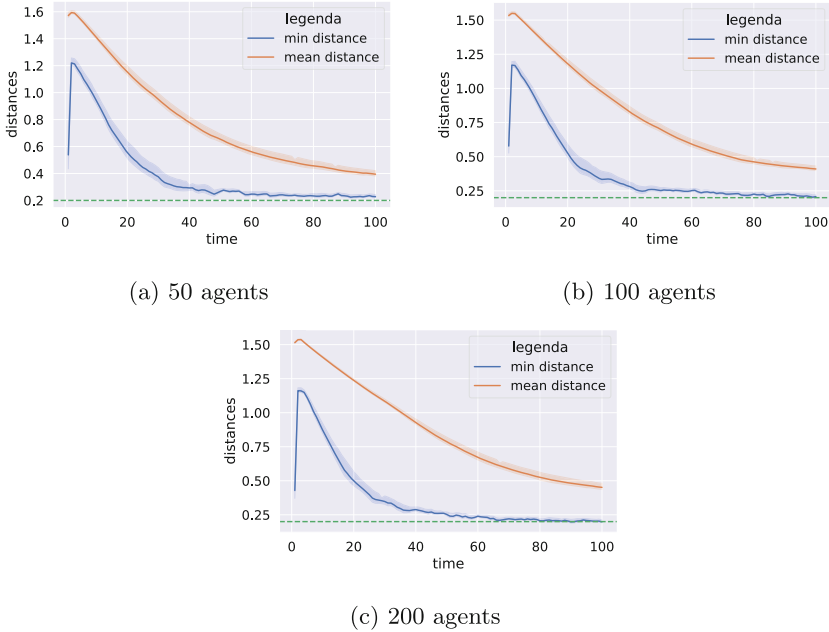 legenda
min distance
mean distance
distances
1.6
1.4
1.2
1.0
0.8
0.6
0.4
0.2
0 20 40 60 80 100
time
(a) 50 agents
legenda
min distance
mean distance
distances
1.50
1.25
1.00
0.75
0.50
0.25
0 20 40 60 80 100
time
(b) 100 agents
legenda
min distance
mean distance
distances
1.50
1.25
1.00
0.75
0.50
0.25
0 20 40 60 80 100
time
(c) 200 agents